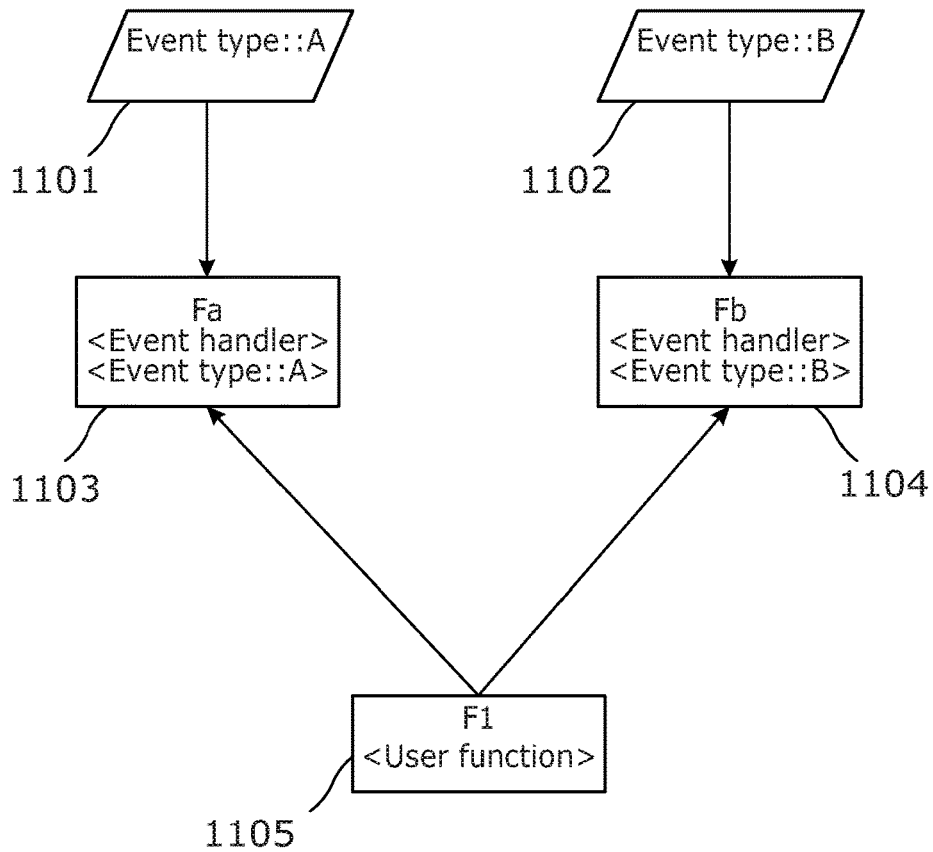 Event type::A
Event type::B
1101
1102
Fa
<Event handler>
<Event type::A>
Fb
<Event handler>
<Event type::B>
1103
1104
F1
<User function>
1105